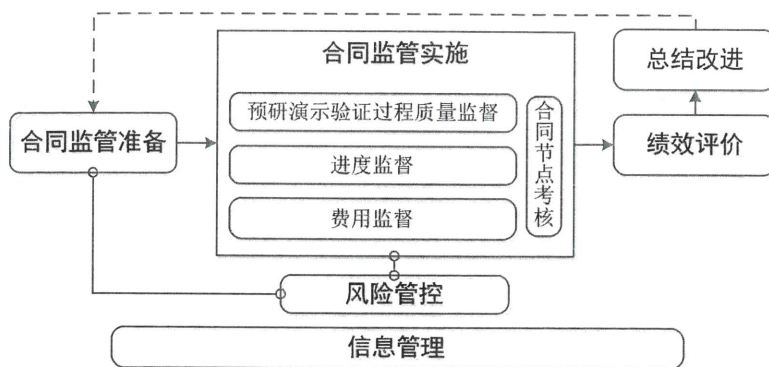 合同监管实施
总结改进
合同监管准备
预研演示验证过程质量监督
进度监督
费用监督
合同节点考核
绩效评价
风险管控
信息管理